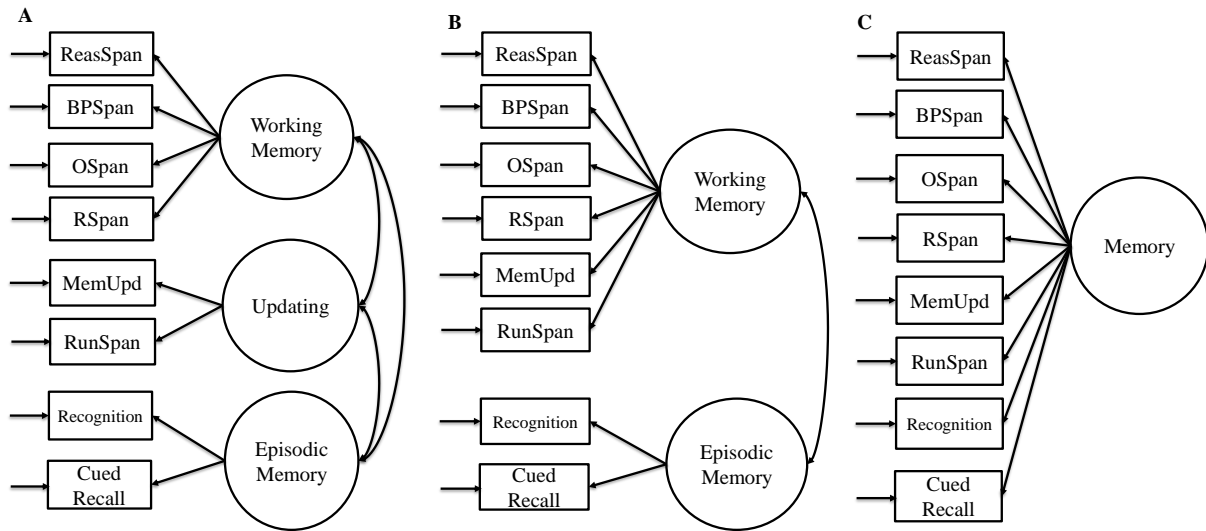 A
ReasSpan
BPSpan
OSpan
RSpan
MemUpd
RunSpan
Recognition
Cued
Recall
Working
Memory
Updating
Episodic
Memory
B
ReasSpan
BPSpan
OSpan
RSpan
MemUpd
RunSpan
Recognition
Cued
Recall
Working
Memory
Episodic
Memory
C
ReasSpan
BPSpan
OSpan
RSpan
MemUpd
RunSpan
Recognition
Cued
Recall
Memory